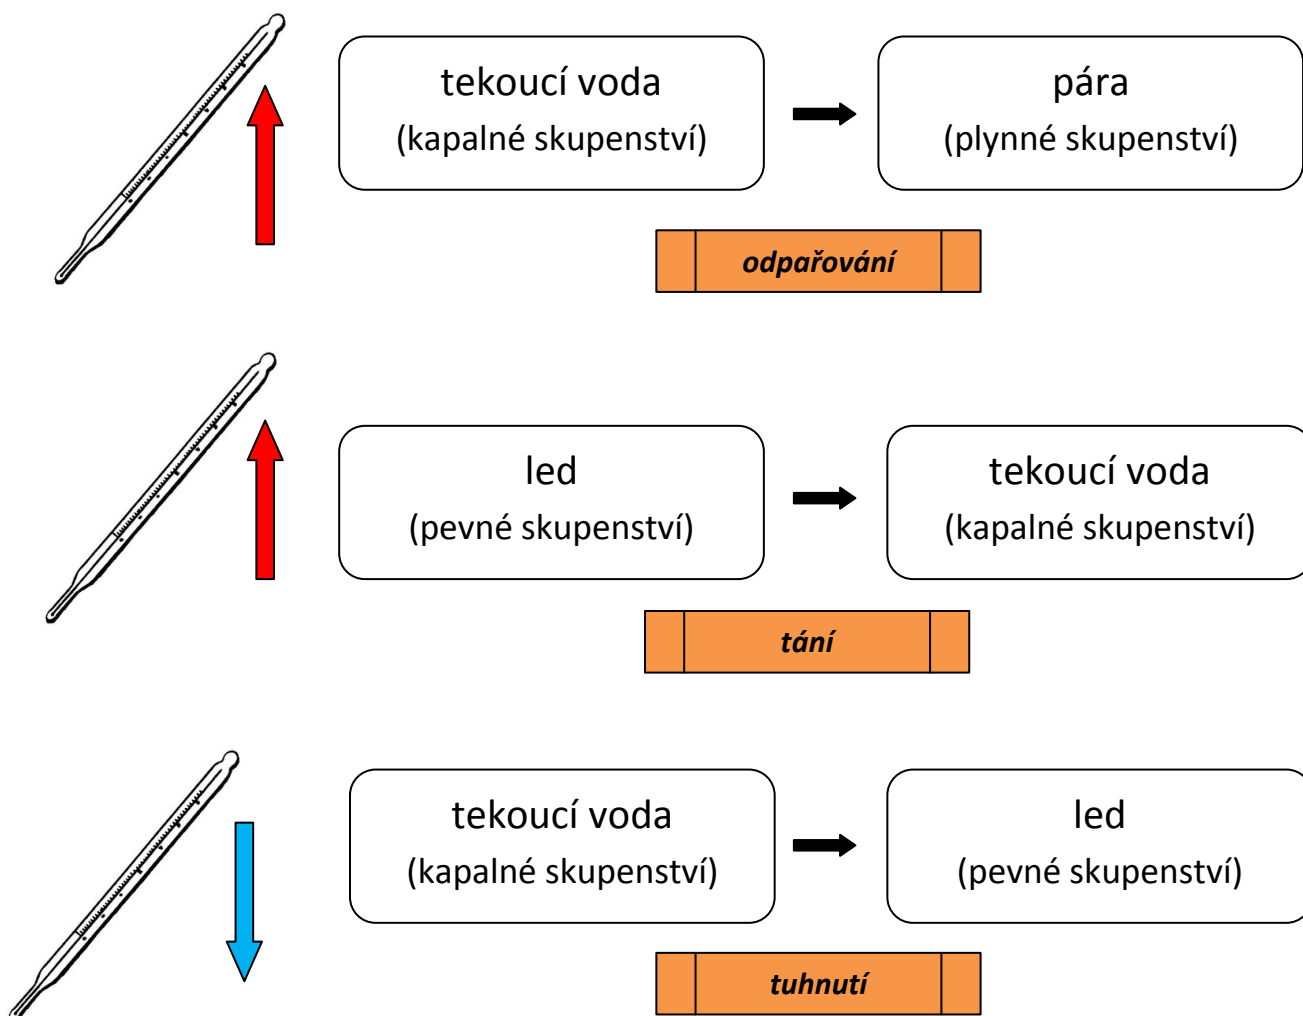 tekoucí voda
(kapalné skupenství)
pára
(plynné skupenství)
odpařování
led
(pevné skupenství)
tekoucí voda
(kapalné skupenství)
tání
tekoucí voda
(kapalné skupenství)
led
(pevné skupenství)
tuhnutí